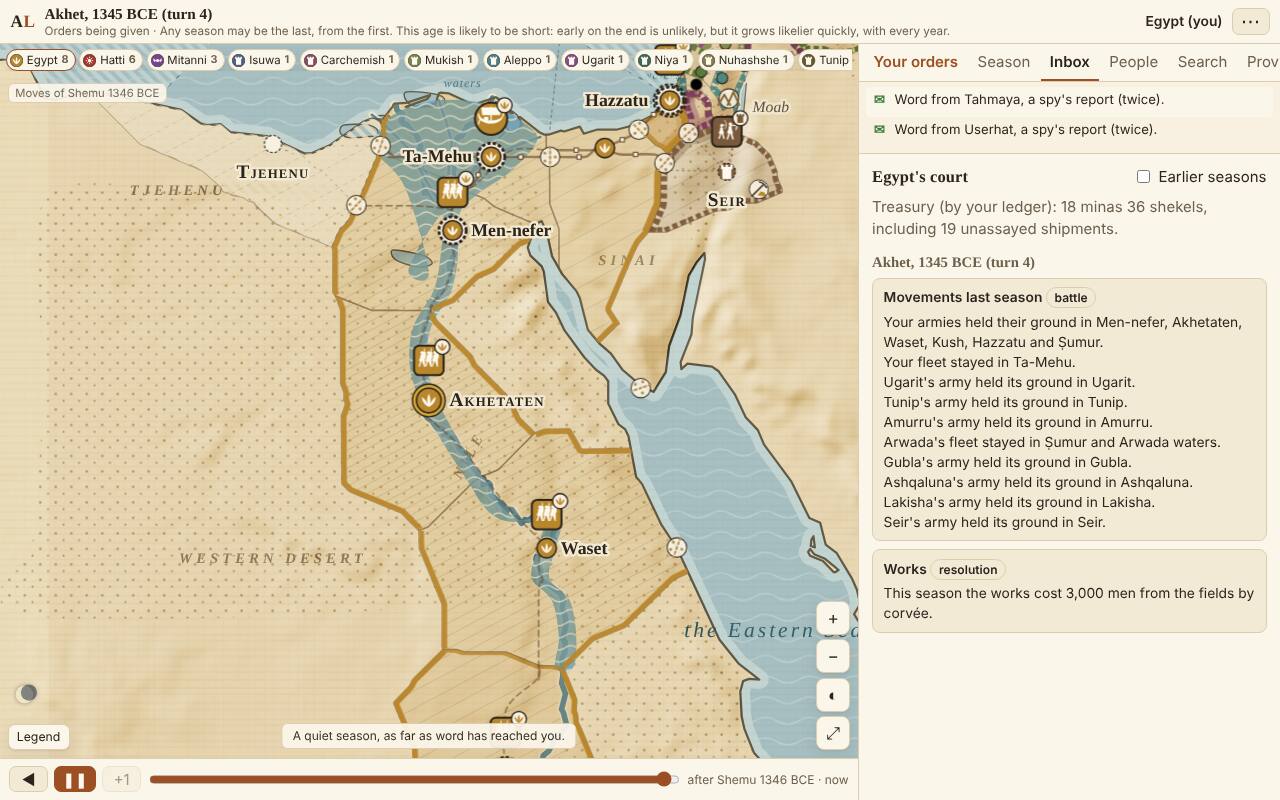 AL
Akhet, 1345 BCE (turn 4)
Orders being given · Any season may be the last, from the first. This age is likely to be short: early on the end is unlikely, but it grows likelier quickly, with every year.
Egypt (you)
Egypt 8
Hatti 6
Mitanni 3
Isuwa 1
Carchemish 1
Mukish 1
Aleppo 1
Ugarit 1
Niya 1
Nuhashshe 1
Tunip
Moves of Shemu 1346 BCE
waters
Hazzatu
Moab
Ta-Mehu
Tjehenu
TJEHENU
Seir
Men-nefer
SINAI
Akhetaten
WESTERN DESERT
Waset
the Eastern Sea
A quiet season, as far as word has reached you.
Legend
+
−
+1
after Shemu 1346 BCE · now
Your orders
Season
Inbox
People
Search
Prov
Word from Tahmaya, a spy's report (twice).
Word from Userhat, a spy's report (twice).
Egypt's court
Earlier seasons
Treasury (by your ledger): 18 minas 36 shekels,
including 19 unassayed shipments.
Akhet, 1345 BCE (turn 4)
Movements last season battle
Your armies held their ground in Men-nefer, Akhetaten,
Waset, Kush, Hazzatu and Ṣumur.
Your fleet stayed in Ta-Mehu.
Ugarit's army held its ground in Ugarit.
Tunip's army held its ground in Tunip.
Amurru's army held its ground in Amurru.
Arwada's fleet stayed in Ṣumur and Arwada waters.
Gubla's army held its ground in Gubla.
Ashqaluna's army held its ground in Ashqaluna.
Lakisha's army held its ground in Lakisha.
Seir's army held its ground in Seir.
Works resolution
This season the works cost 3,000 men from the fields by
corvée.